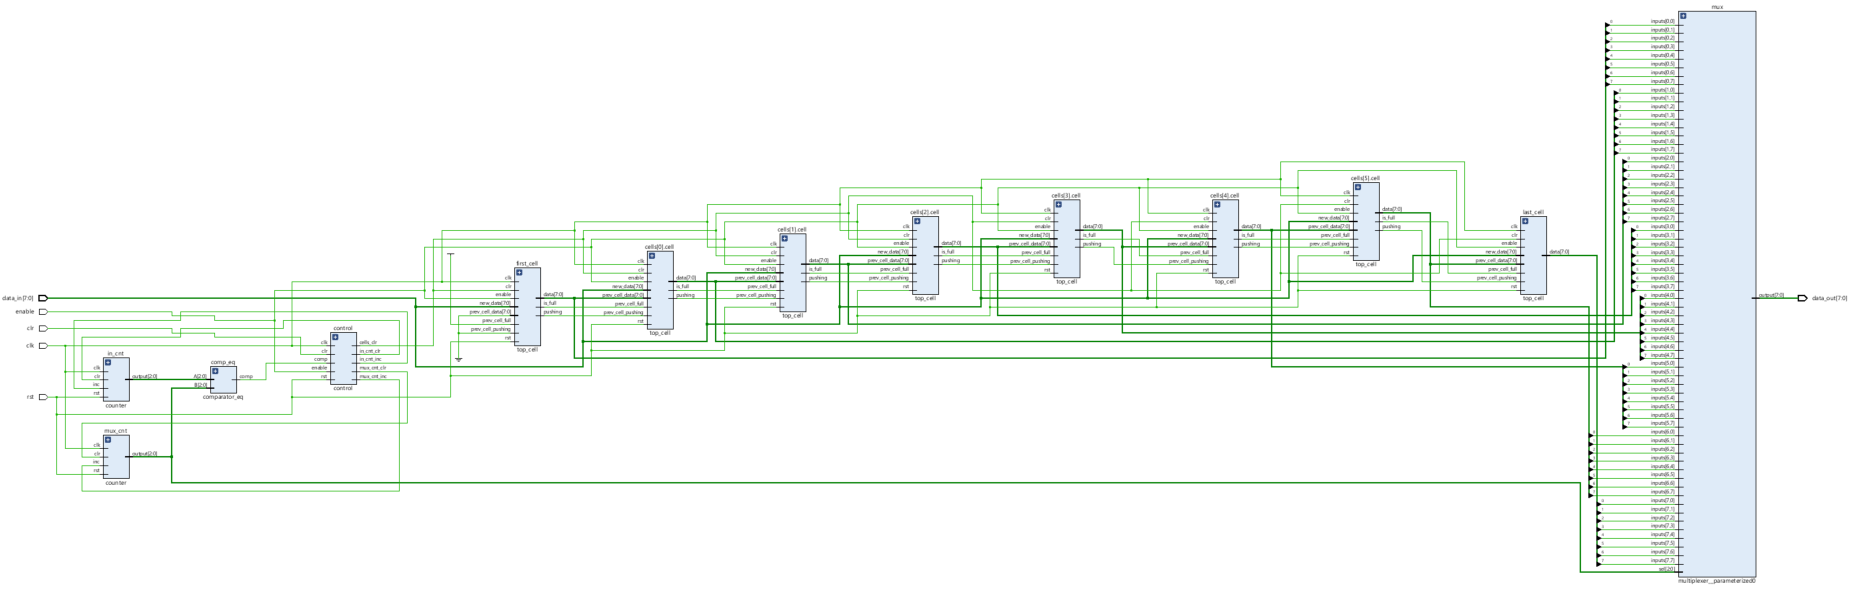 data_in[7:0]
enable
clr
clk
rst
in_cnt
clk
clr
inc
rst
output[2:0]
counter
mux_cnt
clk
clr
inc
rst
output[2:0]
counter
comp_eq
A[2:0]
B[2:0]
comp
comparator_eq
control
clk
clr
comp
enable
rst
cells_clr
in_cnt_clr
in_cnt_inc
mux_cnt_clr
mux_cnt_inc
control
first_cell
clk
clr
enable
new_data[7:0]
prev_cell_data[7:0]
prev_cell_full
prev_cell_pushing
rst
data[7:0]
is_full
pushing
top_cell
cells[0].cell
clk
clr
enable
new_data[7:0]
prev_cell_data[7:0]
prev_cell_full
prev_cell_pushing
rst
data[7:0]
is_full
pushing
top_cell
cells[1].cell
clk
clr
enable
new_data[7:0]
prev_cell_data[7:0]
prev_cell_full
prev_cell_pushing
rst
data[7:0]
is_full
pushing
top_cell
cells[2].cell
clk
clr
enable
new_data[7:0]
prev_cell_data[7:0]
prev_cell_full
prev_cell_pushing
rst
data[7:0]
is_full
pushing
top_cell
cells[3].cell
clk
clr
enable
new_data[7:0]
prev_cell_data[7:0]
prev_cell_full
prev_cell_pushing
rst
data[7:0]
is_full
pushing
top_cell
cells[4].cell
clk
clr
enable
new_data[7:0]
prev_cell_data[7:0]
prev_cell_full
prev_cell_pushing
rst
data[7:0]
is_full
pushing
top_cell
cells[5].cell
clk
clr
enable
new_data[7:0]
prev_cell_data[7:0]
prev_cell_full
prev_cell_pushing
rst
data[7:0]
is_full
pushing
top_cell
last_cell
clk
clr
enable
new_data[7:0]
prev_cell_data[7:0]
prev_cell_full
prev_cell_pushing
rst
data[7:0]
top_cell
mux
inputs[0,0]
inputs[0,1]
inputs[0,2]
inputs[0,3]
inputs[0,4]
inputs[0,5]
inputs[0,6]
inputs[0,7]
inputs[1,0]
inputs[1,1]
inputs[1,2]
inputs[1,3]
inputs[1,4]
inputs[1,5]
inputs[1,6]
inputs[1,7]
inputs[2,0]
inputs[2,1]
inputs[2,2]
inputs[2,3]
inputs[2,4]
inputs[2,5]
inputs[2,6]
inputs[2,7]
inputs[3,0]
inputs[3,1]
inputs[3,2]
inputs[3,3]
inputs[3,4]
inputs[3,5]
inputs[3,6]
inputs[3,7]
inputs[4,0]
inputs[4,1]
inputs[4,2]
inputs[4,3]
inputs[4,4]
inputs[4,5]
inputs[4,6]
inputs[4,7]
inputs[5,0]
inputs[5,1]
inputs[5,2]
inputs[5,3]
inputs[5,4]
inputs[5,5]
inputs[5,6]
inputs[5,7]
inputs[6,0]
inputs[6,1]
inputs[6,2]
inputs[6,3]
inputs[6,4]
inputs[6,5]
inputs[6,6]
inputs[6,7]
inputs[7,0]
inputs[7,1]
inputs[7,2]
inputs[7,3]
inputs[7,4]
inputs[7,5]
inputs[7,6]
inputs[7,7]
sel[2:0]
output[7:0]
multiplexer__parameterized0
data_out[7:0]